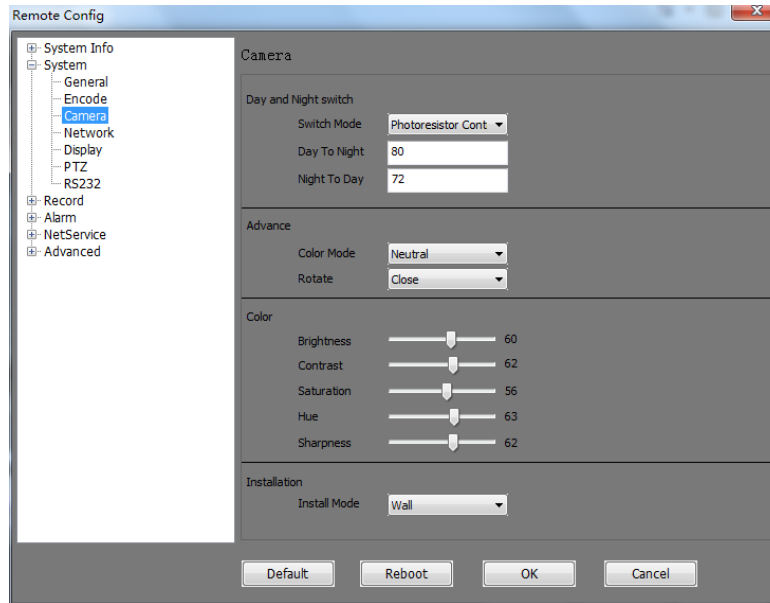 Remote Config
System Info
System
General
Encode
Camera
Network
Display
PTZ
RS232
Record
Alarm
NetService
Advanced
Camera
Day and Night switch
Switch Mode Photoresistor Cont
Day To Night 80
Night To Day 72
Advance
Color Mode Neutral
Rotate Close
Color
Brightness 60
Contrast 62
Saturation 56
Hue 63
Sharpness 62
Installation
Install Mode Wall
Default Reboot OK Cancel